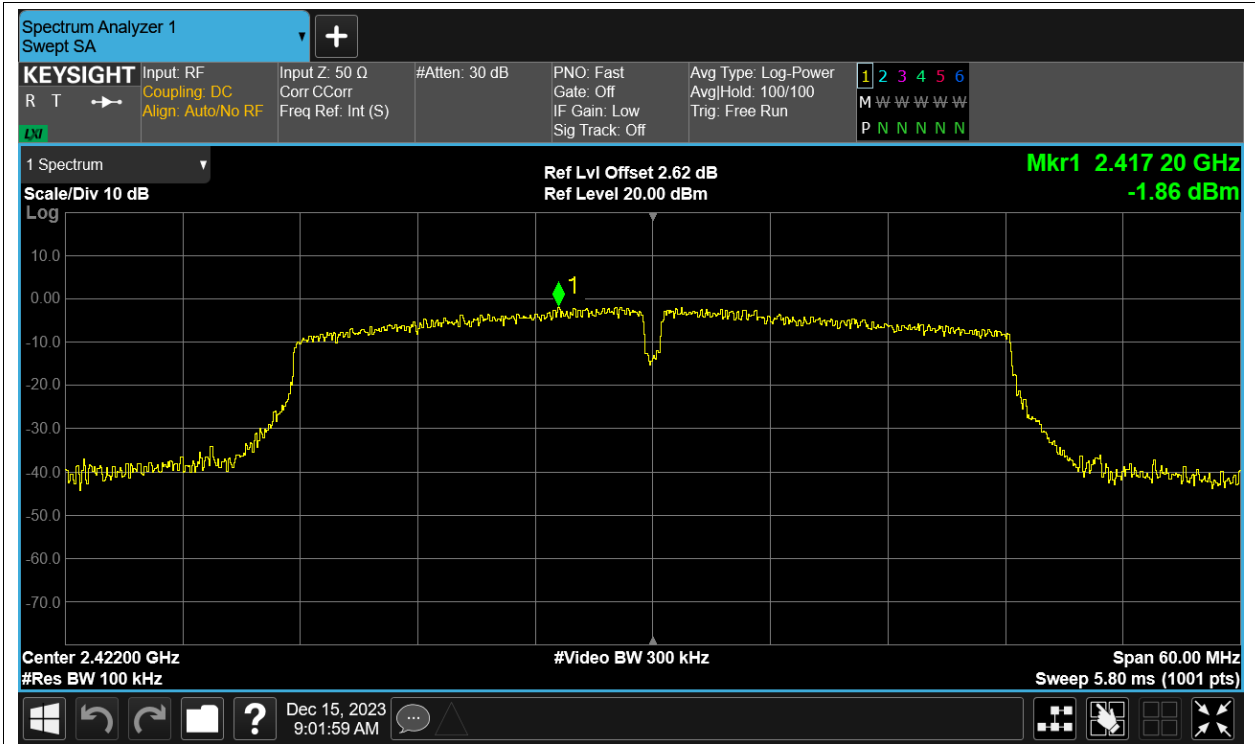 Spectrum Analyzer 1
Swept SA
KEYSIGHT
R T
LXI
Input: RF
Coupling: DC
Align: Auto/No RF
Input Z: 50 Ω
Corr CCorr
Freq Ref: Int (S)
#Atten: 30 dB
PNO: Fast
Gate: Off
IF Gain: Low
Sig Track: Off
Avg Type: Log-Power
Avg|Hold: 100/100
Trig: Free Run
1 2 3 4 5 6
M W W W W W
P N N N N N
1 Spectrum
Scale/Div 10 dB
Log
Ref Lvl Offset 2.62 dB
Ref Level 20.00 dBm
Mkr1 2.417 20 GHz
-1.86 dBm
1
10.0
0.00
-10.0
-20.0
-30.0
-40.0
-50.0
-60.0
-70.0
Center 2.42200 GHz
#Res BW 100 kHz
#Video BW 300 kHz
Span 60.00 MHz
Sweep 5.80 ms (1001 pts)
?
Dec 15, 2023
9:01:59 AM